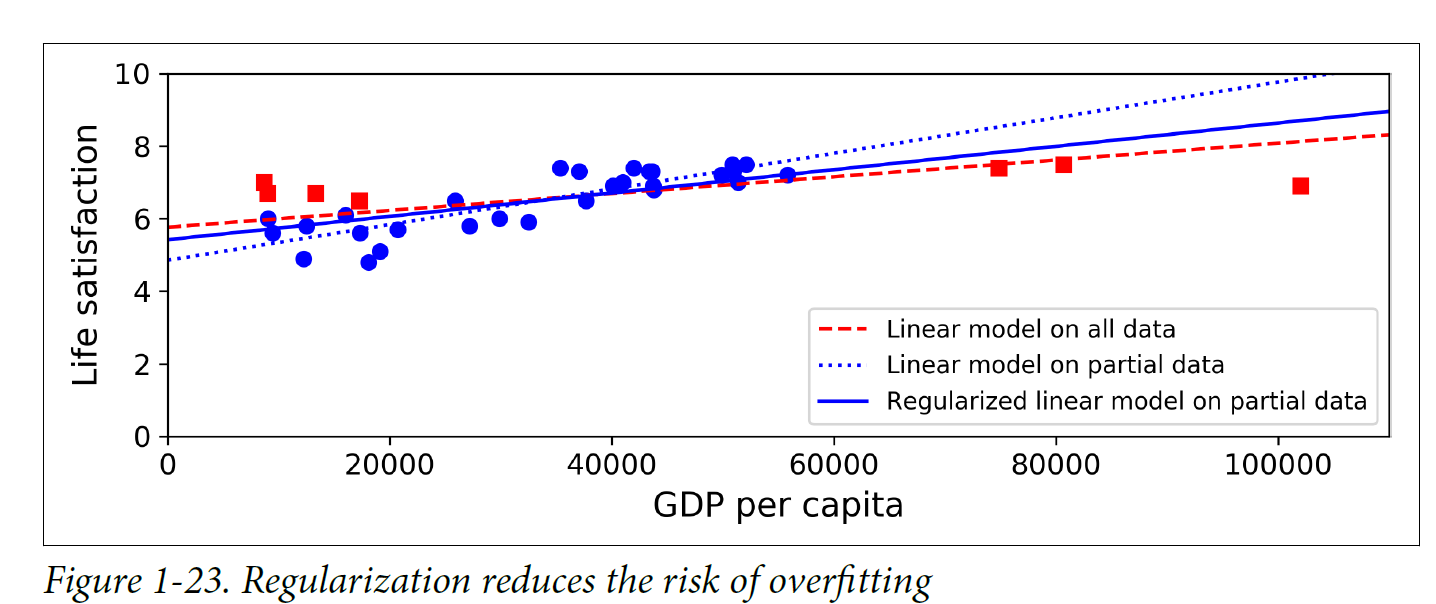 10
8
6
4
2
0
Life satisfaction
Linear model on all data
Linear model on partial data
Regularized linear model on partial data
0 20000 40000 60000 80000 100000
GDP per capita
Figure 1-23. Regularization reduces the risk of overfitting